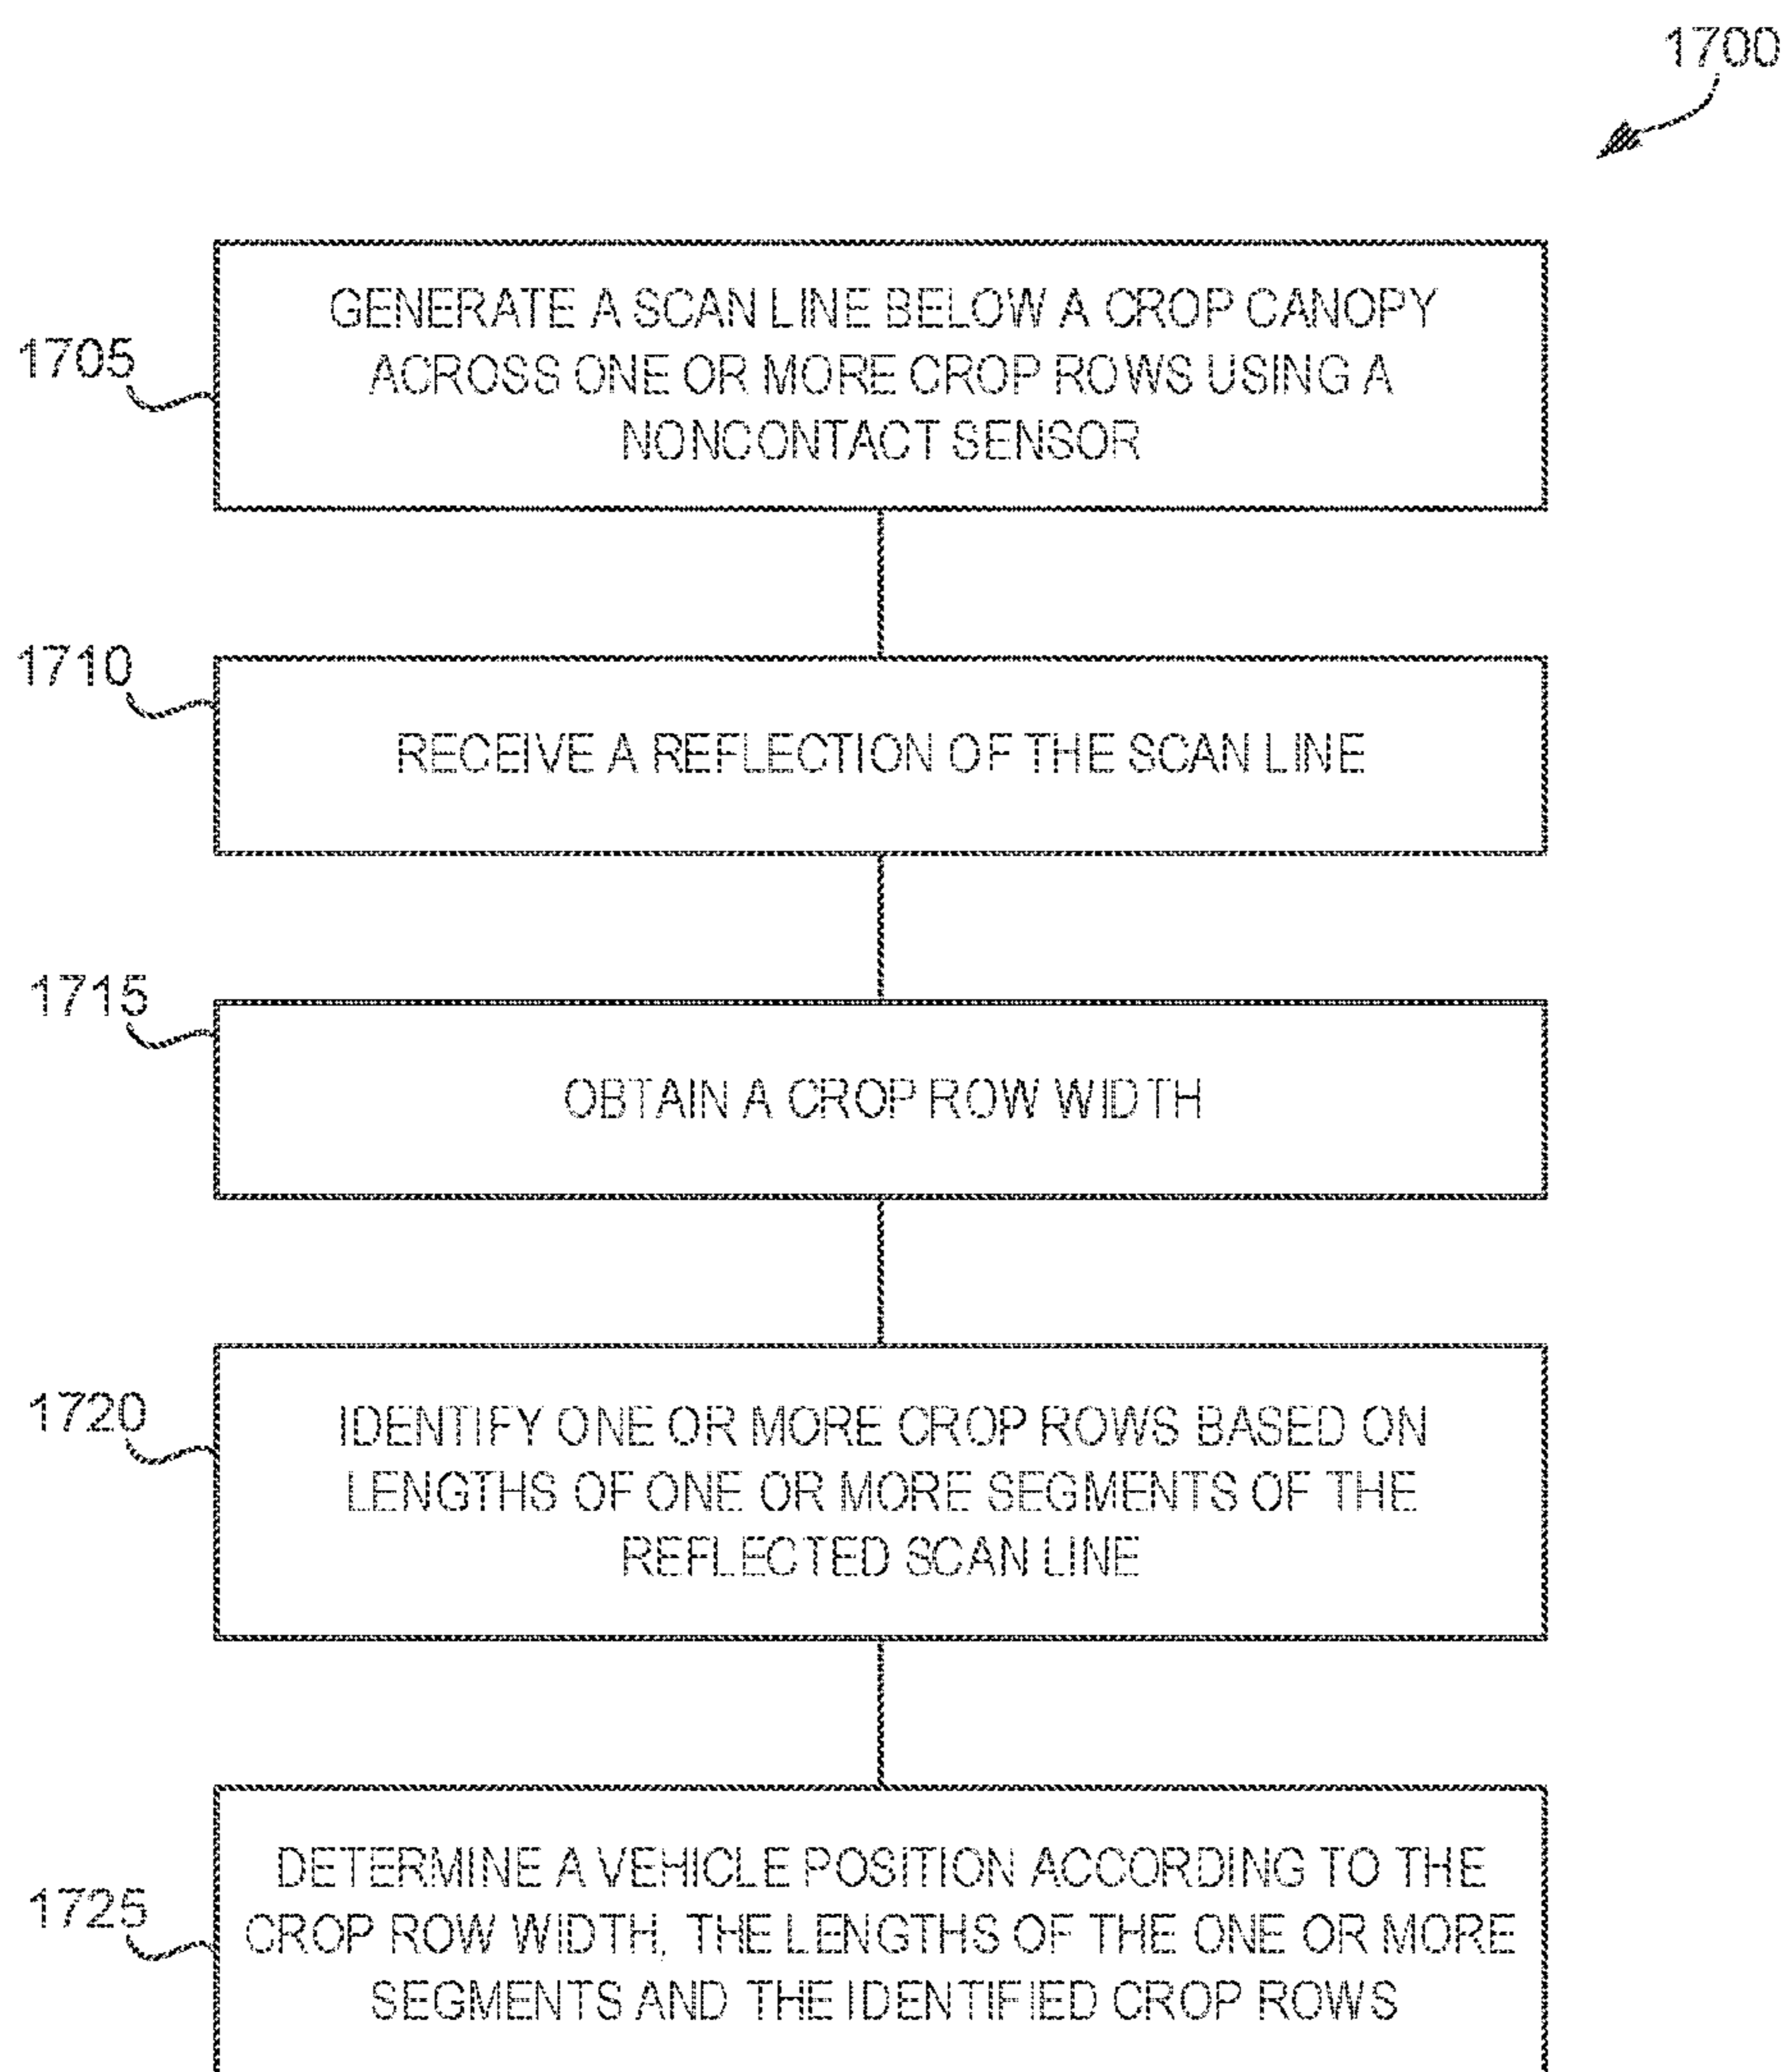 1700
1705
GENERATE A SCAN LINE BELOW A CROP CANOPY
ACROSS ONE OR MORE CROP ROWS USING A
NONCONTACT SENSOR
1710
RECEIVE A REFLECTION OF THE SCAN LINE
1715
OBTAIN A CROP ROW WIDTH
1720
IDENTIFY ONE OR MORE CROP ROWS BASED ON
LENGTHS OF ONE OR MORE SEGMENTS OF THE
REFLECTED SCAN LINE
1725
DETERMINE A VEHICLE POSITION ACCORDING TO THE
CROP ROW WIDTH, THE LENGTHS OF THE ONE OR MORE
SEGMENTS AND THE IDENTIFIED CROP ROWS